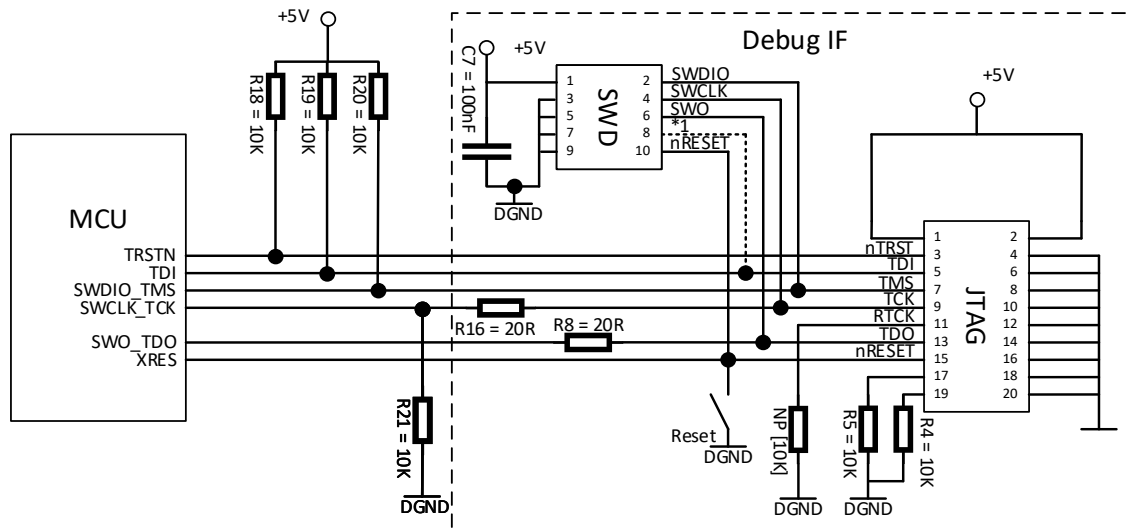 +5V
Debug IF
+5V
+5V
C7 = 100nF
R18 = 10K
R19 = 10K
R20 = 10K
SWD
1 2 SWDIO
3 4 SWCLK
5 6 SWO
7 8 *1
9 10 nRESET
DGND
MCU
TRSTN
TDI
SWDIO_TMS
SWCLK_TCK
SWO_TDO
XRES
R16 = 20R
R8 = 20R
R21 = 10K
DGND
Reset
DGND
NP [10K]
DGND
R5 = 10K
R4 = 10K
DGND
JTAG
1 2
nTRST 3 4
TDI 5 6
TMS 7 8
TCK 9 10
RTCK 11 12
TDO 13 14
nRESET 15 16
17 18
19 20